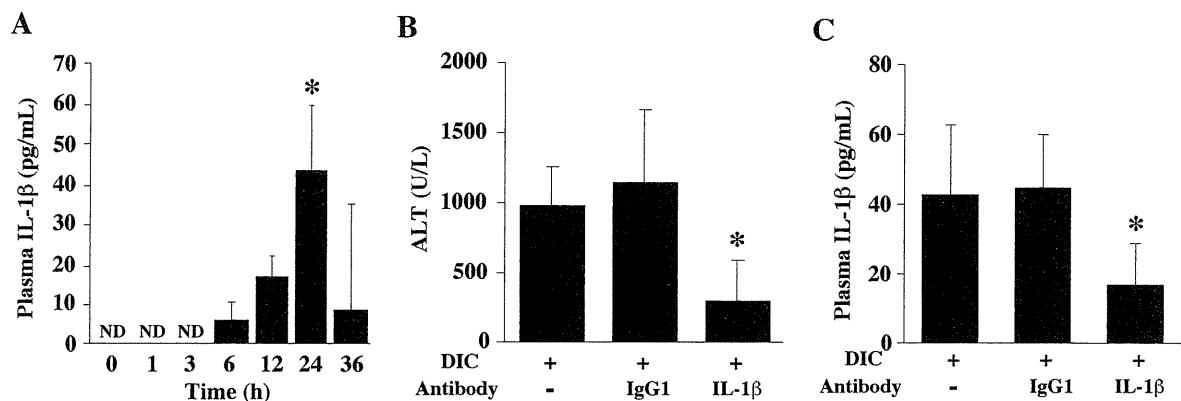 A
Plasma IL-1β (pg/mL)
70
60
50
40
30
20
10
0
*
ND ND ND
0 1 3 6 12 24 36
Time (h)
B
ALT (U/L)
2000
1500
1000
500
0
*
DIC + + +
Antibody - IgG1 IL-1β
C
Plasma IL-1β (pg/mL)
80
60
40
20
0
*
DIC + + +
Antibody - IgG1 IL-1β